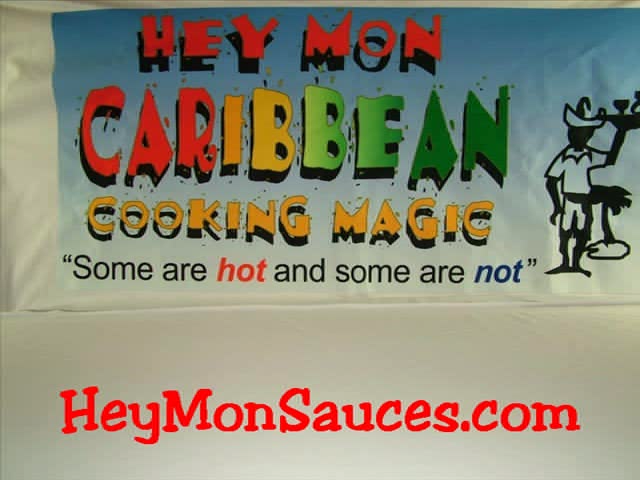 HEY MON
CARIBBEAN
COOKING MAGIC
“Some are hot and some are not”
HeyMonSauces.com